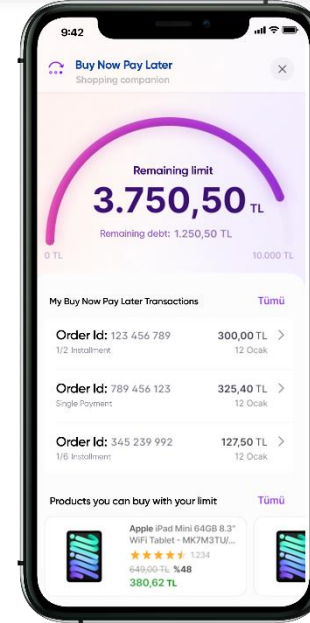 9:42
Buy Now Pay Later
Shopping companion
Remaining limit
3.750,50 TL
Remaining debt: 1.250,50 TL
0 TL
10.000 TL
My Buy Now Pay Later Transactions
Tümü
Order Id: 123 456 789
300,00 TL
1/2 Installment
12 Ocak
Order Id: 789 456 123
325,40 TL
Single Payment
12 Ocak
Order Id: 345 239 992
127,50 TL
1/6 Installment
12 Ocak
Products you can buy with your limit
Tümü
Apple iPad Mini 64GB 8.3"
WiFi Tablet - MK7M3TU/...
1234
649,00 TL %48
380,62 TL